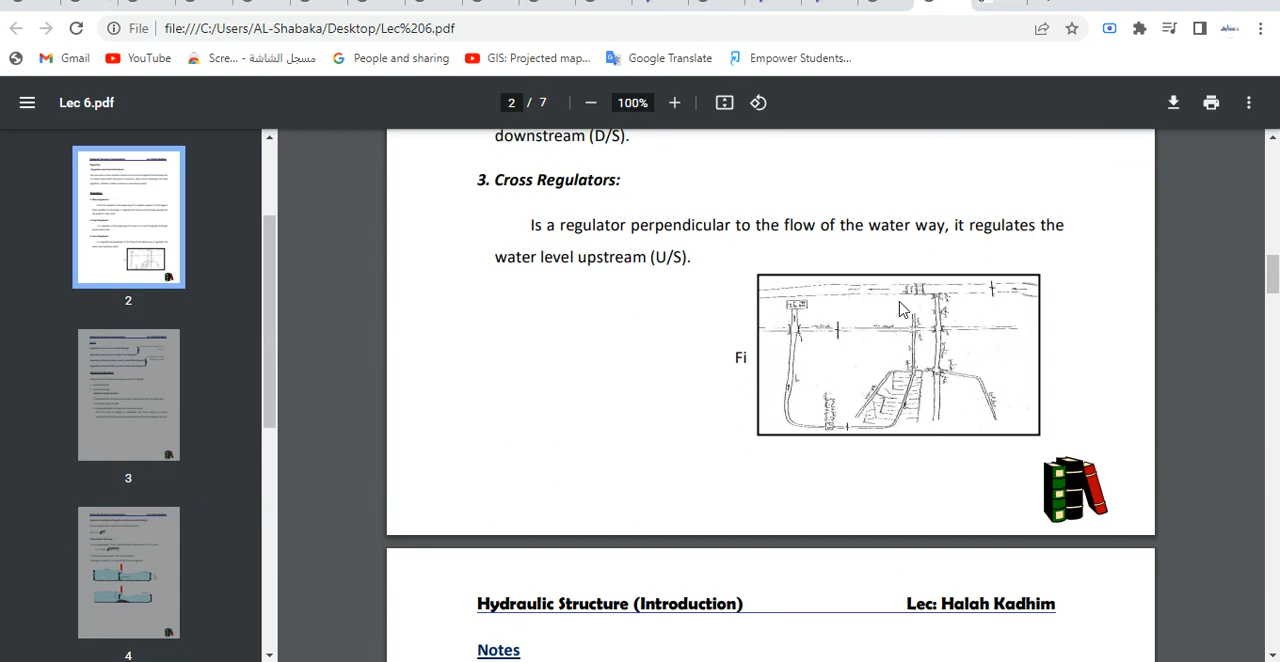 File file:///C:/Users/AL-Shabaka/Desktop/Lec%206.pdf
Gmail YouTube Scre... - مسجل الشاشة People and sharing GIS: Projected map... Google Translate Empower Students...
Lec 6.pdf 2 / 7 100%
2
3
4
downstream (D/S).
3. Cross Regulators:
Is a regulator perpendicular to the flow of the water way, it regulates the
water level upstream (U/S).
Fi
Hydraulic Structure (Introduction) Lec: Halah Kadhim
Notes